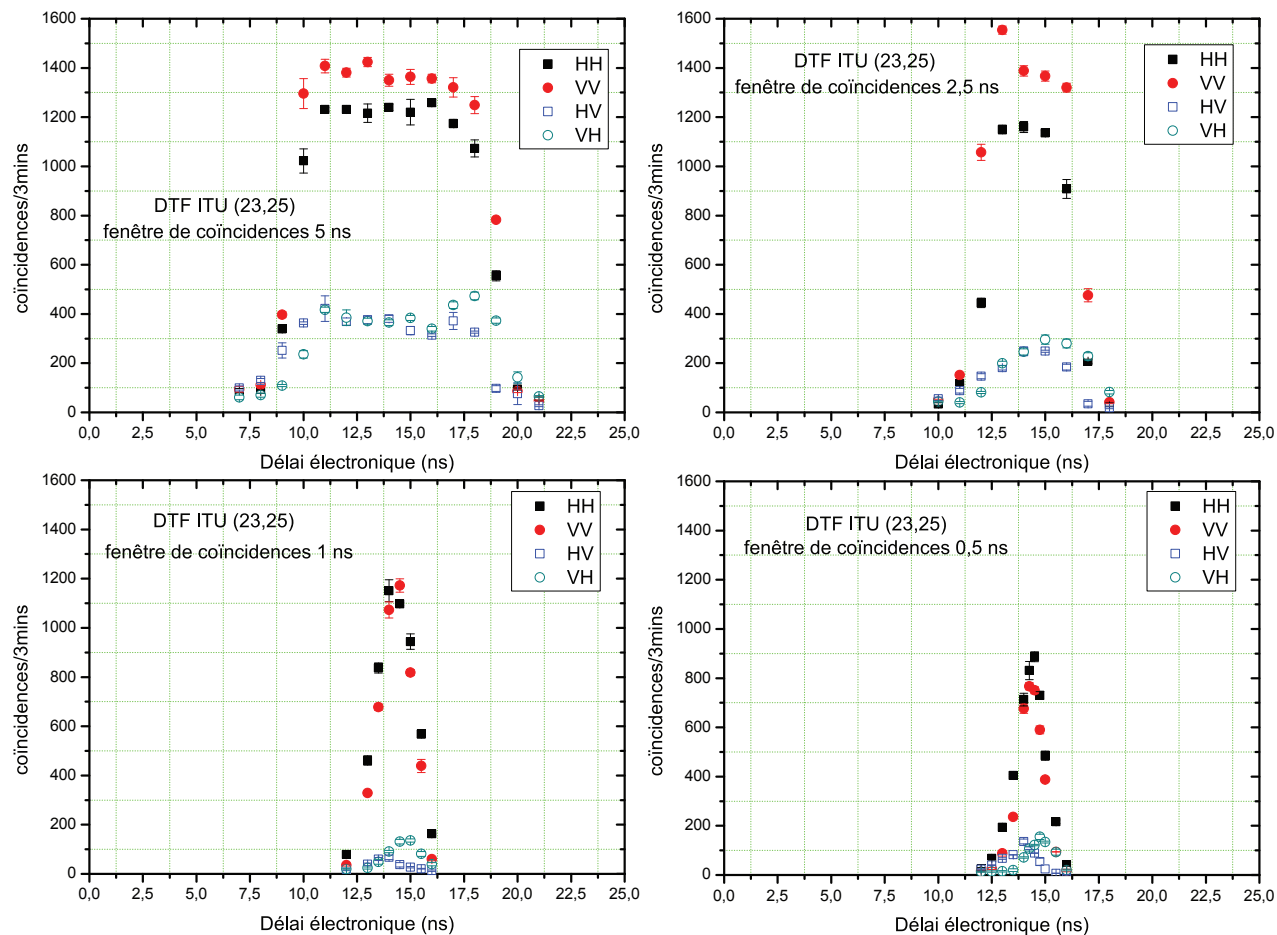 1600
1400
1200
1000
800
600
400
200
0
coïncidences/3mins
HH
VV
HV
VH
DTF ITU (23,25)
fenêtre de coïncidences 5 ns
0,0 2,5 5,0 7,5 10,0 12,5 15,0 17,5 20,0 22,5 25,0
Délai électronique (ns)
1600
1400
1200
1000
800
600
400
200
0
coïncidences/3mins
DTF ITU (23,25)
fenêtre de coïncidences 2,5 ns
HH
VV
HV
VH
0,0 2,5 5,0 7,5 10,0 12,5 15,0 17,5 20,0 22,5 25,0
Délai électronique (ns)
1600
1400
1200
1000
800
600
400
200
0
coïncidences/3mins
DTF ITU (23,25)
fenêtre de coïncidences 1 ns
HH
VV
HV
VH
0,0 2,5 5,0 7,5 10,0 12,5 15,0 17,5 20,0 22,5 25,0
Délai électronique (ns)
1600
1400
1200
1000
800
600
400
200
0
coïncidences/3mins
DTF ITU (23,25)
fenêtre de coïncidences 0,5 ns
HH
VV
HV
VH
0,0 2,5 5,0 7,5 10,0 12,5 15,0 17,5 20,0 22,5 25,0
Délai électronique (ns)